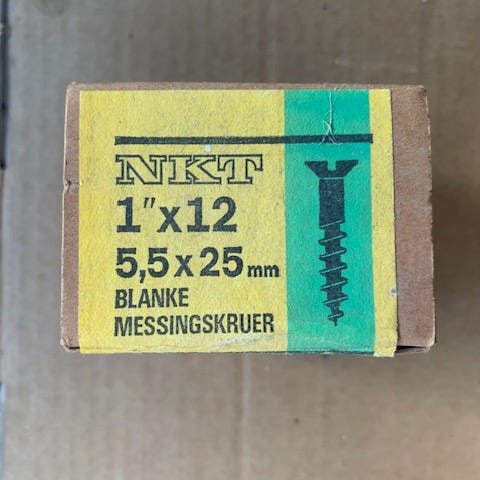 NKT
1"x12
5,5x25mm
BLANKE
MESSINGSKRUER